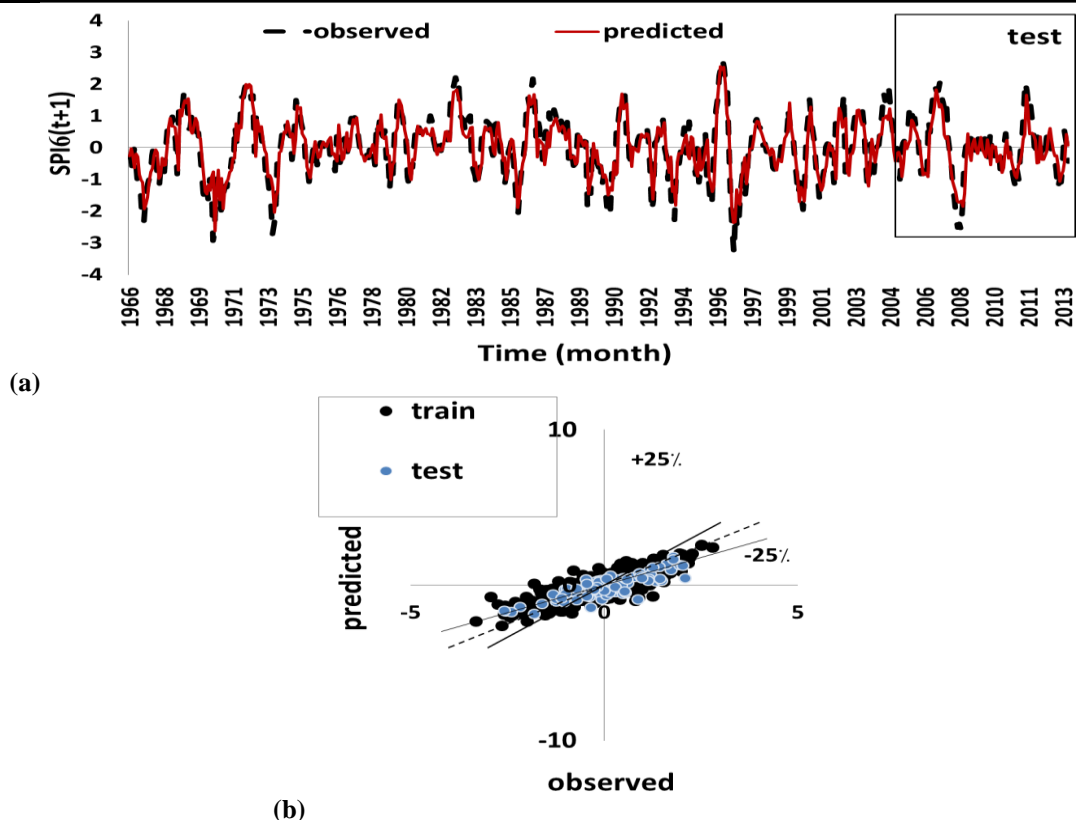 4
3
2
1
0
-1
-2
-3
-4
SPI6(t+1)
observed
predicted
test
1966 1968 1969 1971 1973 1975 1976 1978 1980 1982 1983 1985 1987 1989 1990 1992 1994 1996 1997 1999 2001 2003 2004 2006 2008 2010 2011 2013
Time (month)
(a)
train
test
10
+25٪
predicted
-25٪
0
-5
0
5
-10
observed
(b)